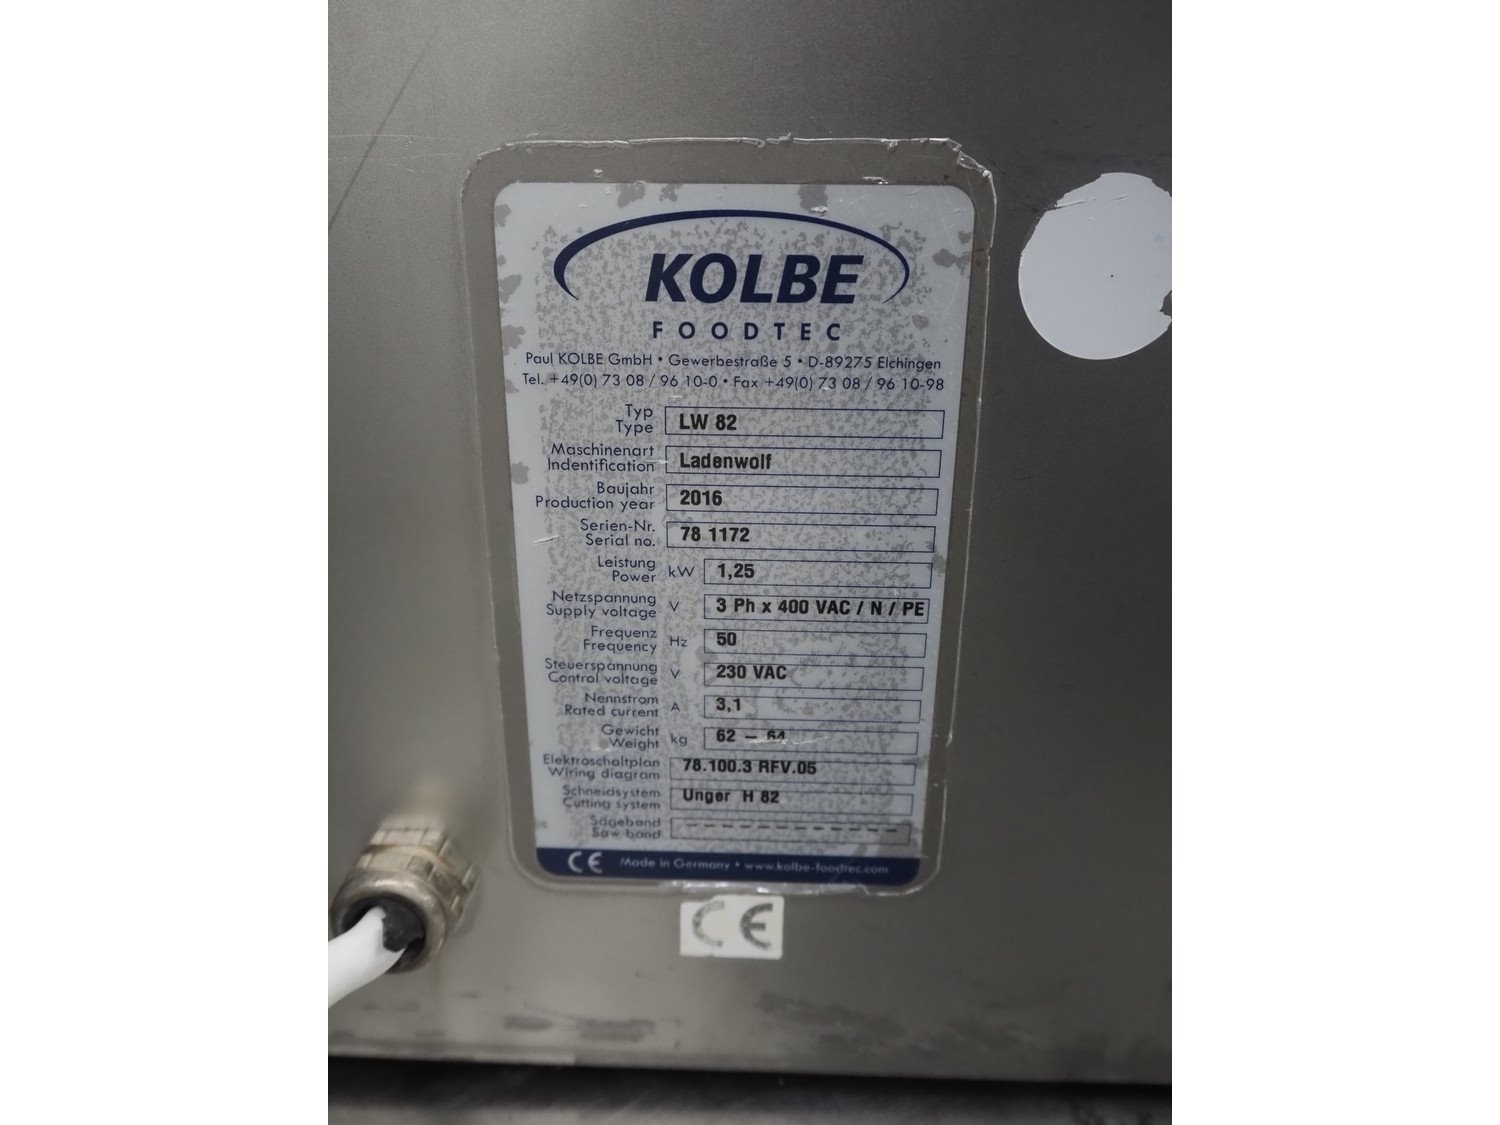 KOLBE
FOODTEC
Paul KOLBE GmbH • Gewerbestraße 5 • D-89275 Elchingen
Tel. +49(0) 73 08 / 96 10-0 • Fax +49(0) 73 08 / 96 10-98
Typ
Type LW 82
Maschinenart
Indentification Ladenwolf
Baujahr
Production year 2016
Serien-Nr.
Serial no. 78 1172
Leistung
Power kW 1,25
Netzspannung
Supply voltage V 3 Ph x 400 VAC / N / PE
Frequenz
Frequency Hz 50
Steuerspannung
Control voltage V 230 VAC
Nennstrom
Rated current A 3,1
Gewicht
Weight kg 62 – 64
Elektroschaltplan
Wiring diagram 78.100.3 RFV.05
Schneidsystem
Cutting system Unger H 82
Sägeband
Saw band ---------------
CE Made in Germany • www.kolbe-foodtec.com
CE